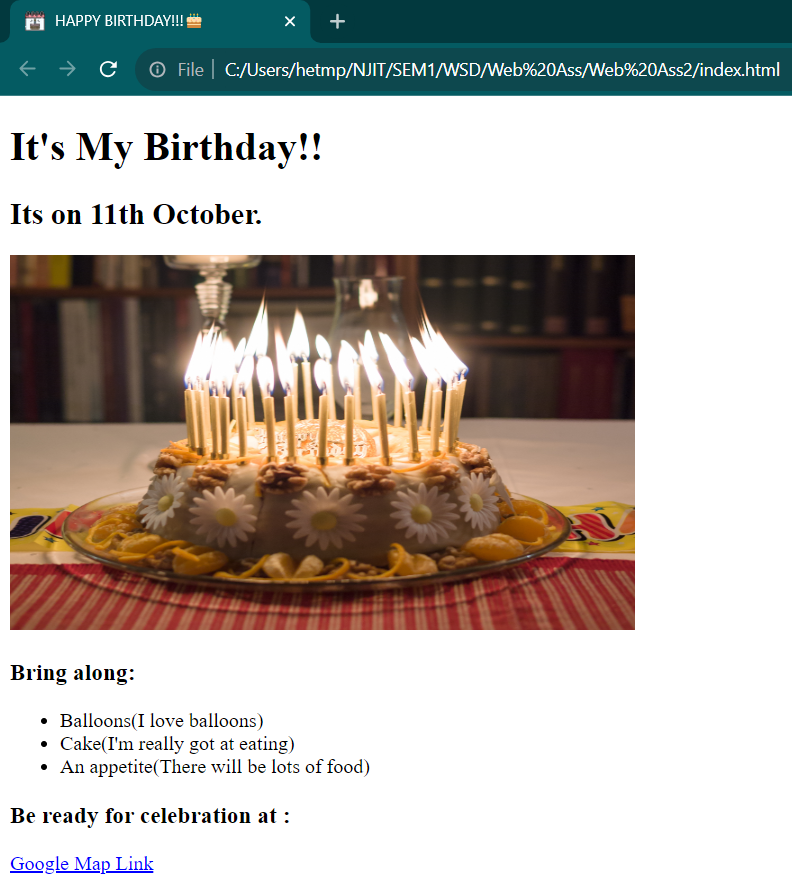 HAPPY BIRTHDAY!!!🎂
File | C:/Users/hetmp/NJIT/SEM1/WSD/Web%20Ass/Web%20Ass2/index.html
It's My Birthday!!
Its on 11th October.
Bring along:
• Balloons(I love balloons)
• Cake(I'm really got at eating)
• An appetite(There will be lots of food)
Be ready for celebration at :
Google Map Link